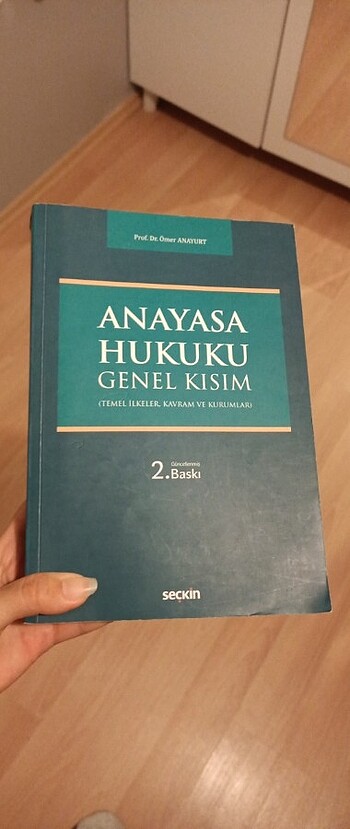 Prof. Dr. Ömer ANAYURT
ANAYASA
HUKUKU
GENEL KISIM
(TEMEL İLKELER, KAVRAM VE KURUMLAR)
Güncellenmiş
2. Baskı
seçkin